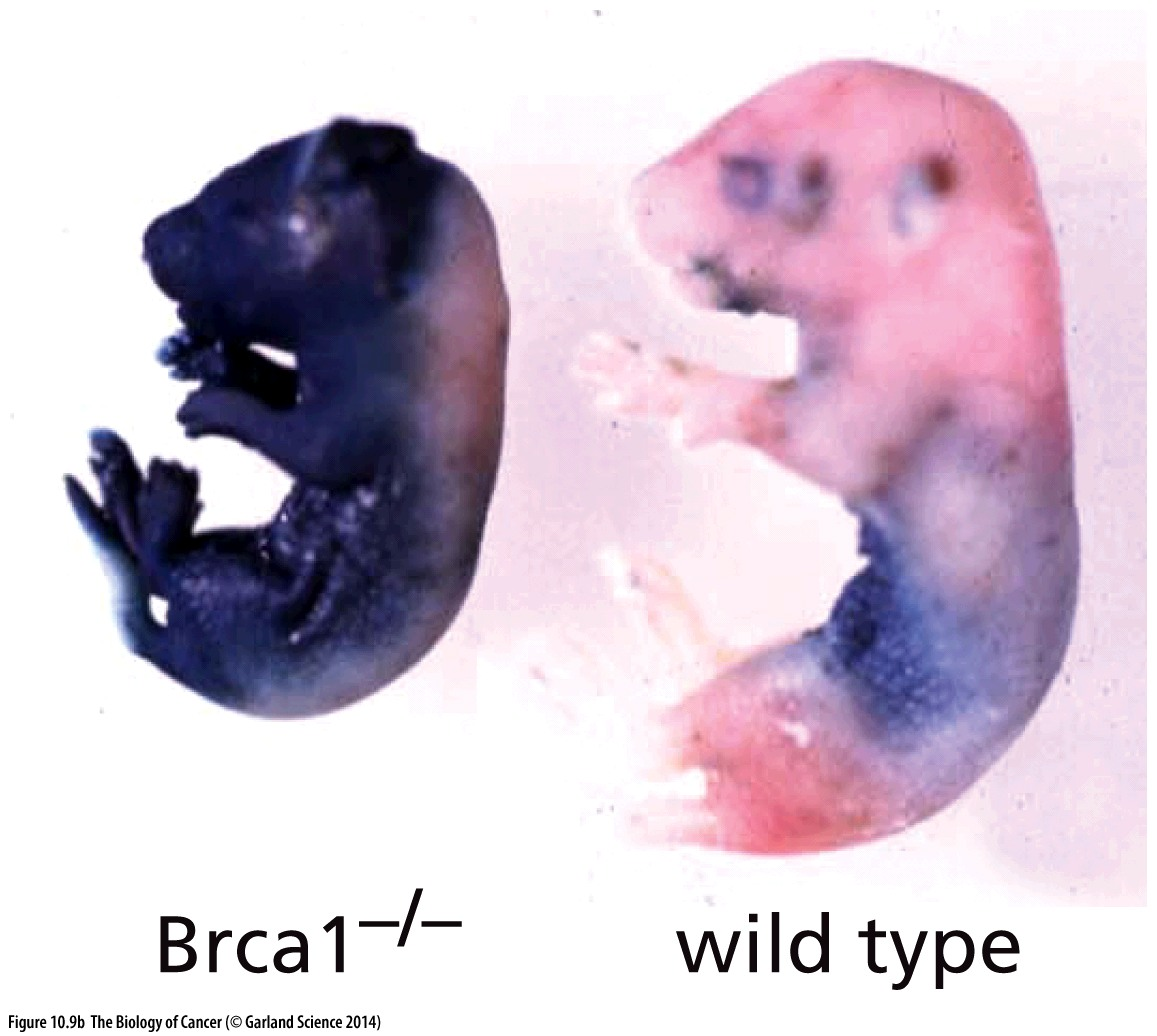 Brca1–/–
wild type
Figure 10.9b The Biology of Cancer (© Garland Science 2014)